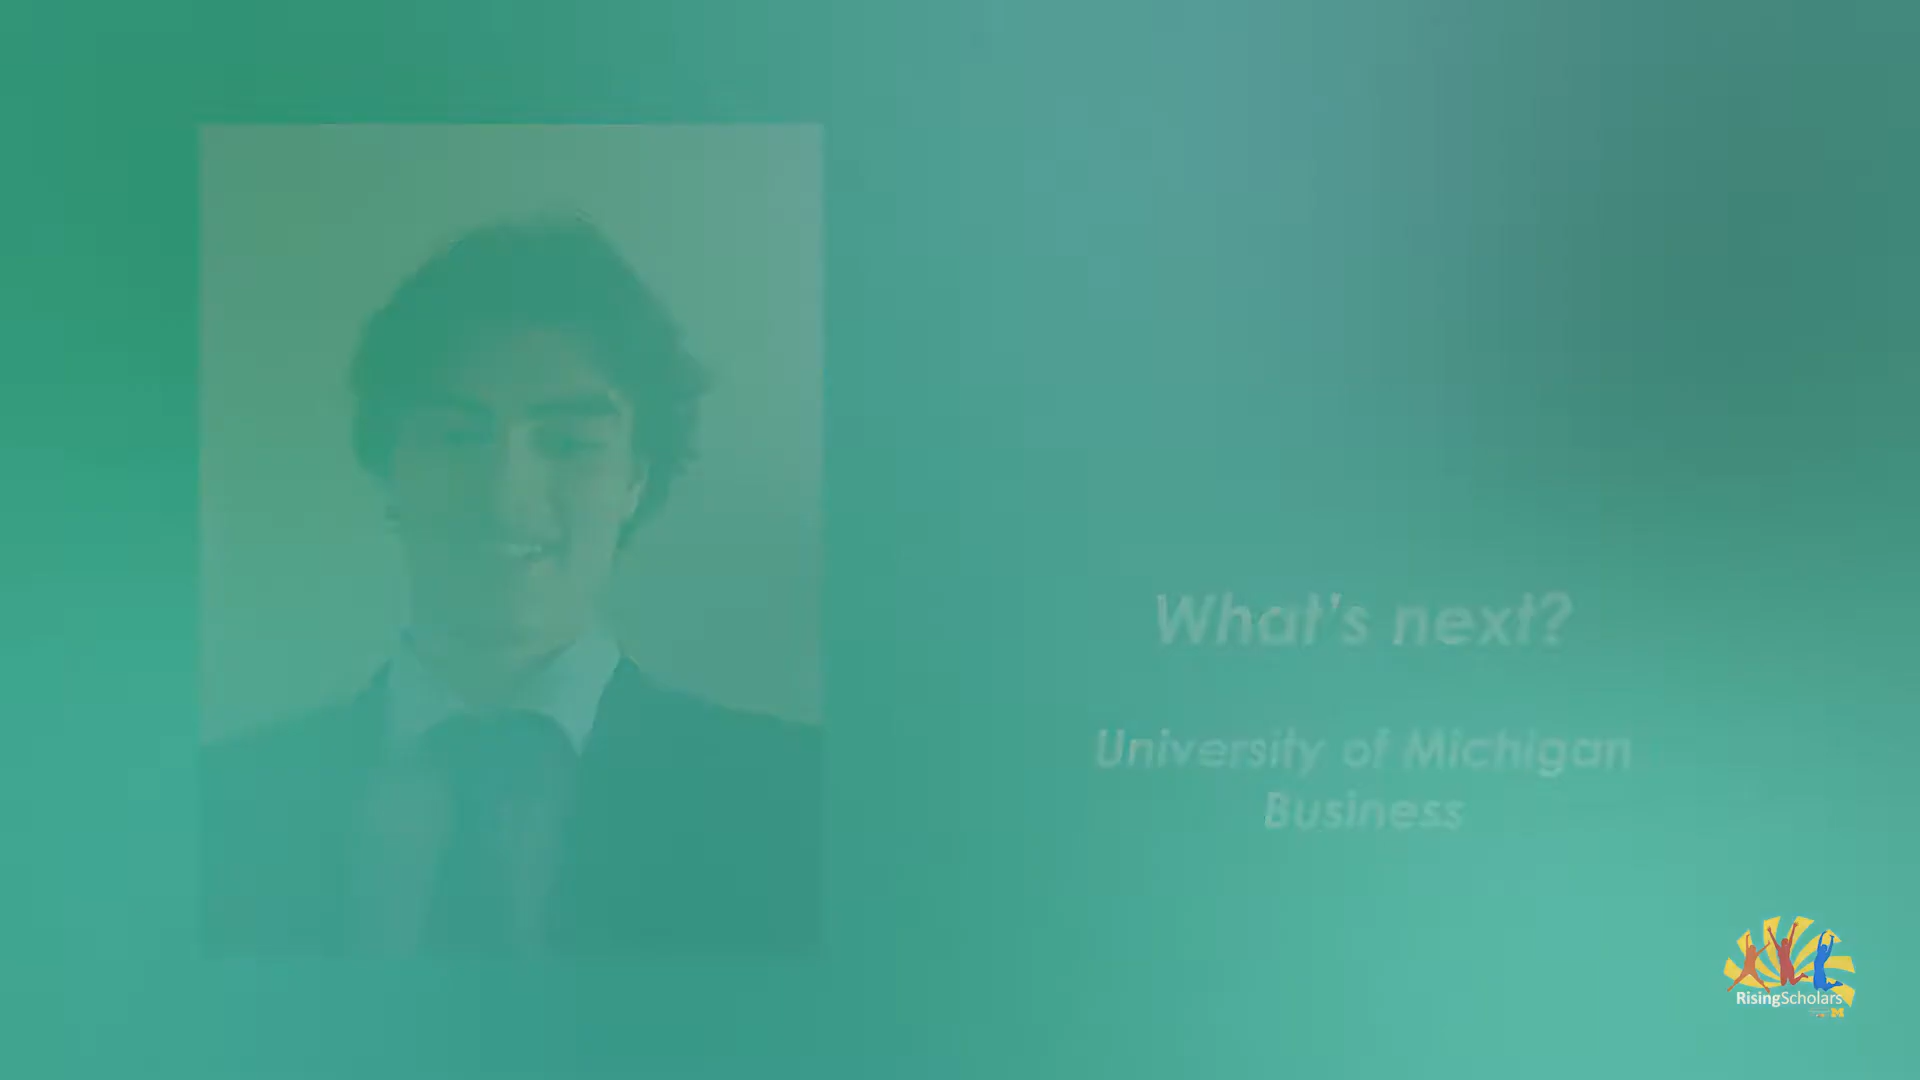 What's next?
University of Michigan
Business
RisingScholars
M